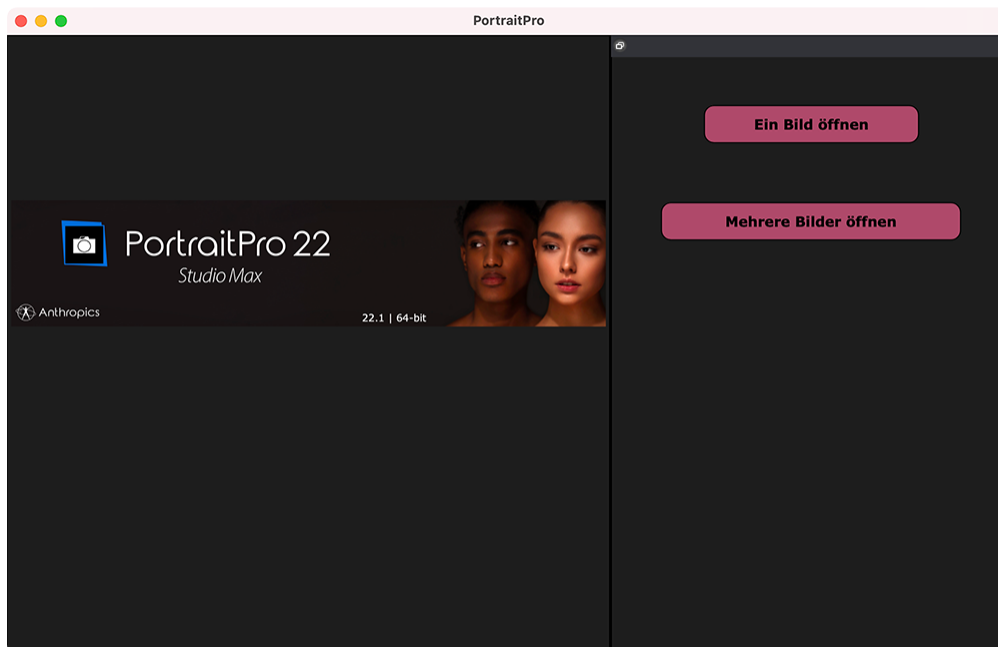 PortraitPro
Ein Bild öffnen
Mehrere Bilder öffnen
PortraitPro 22
Studio Max
Anthropics
22.1 | 64-bit